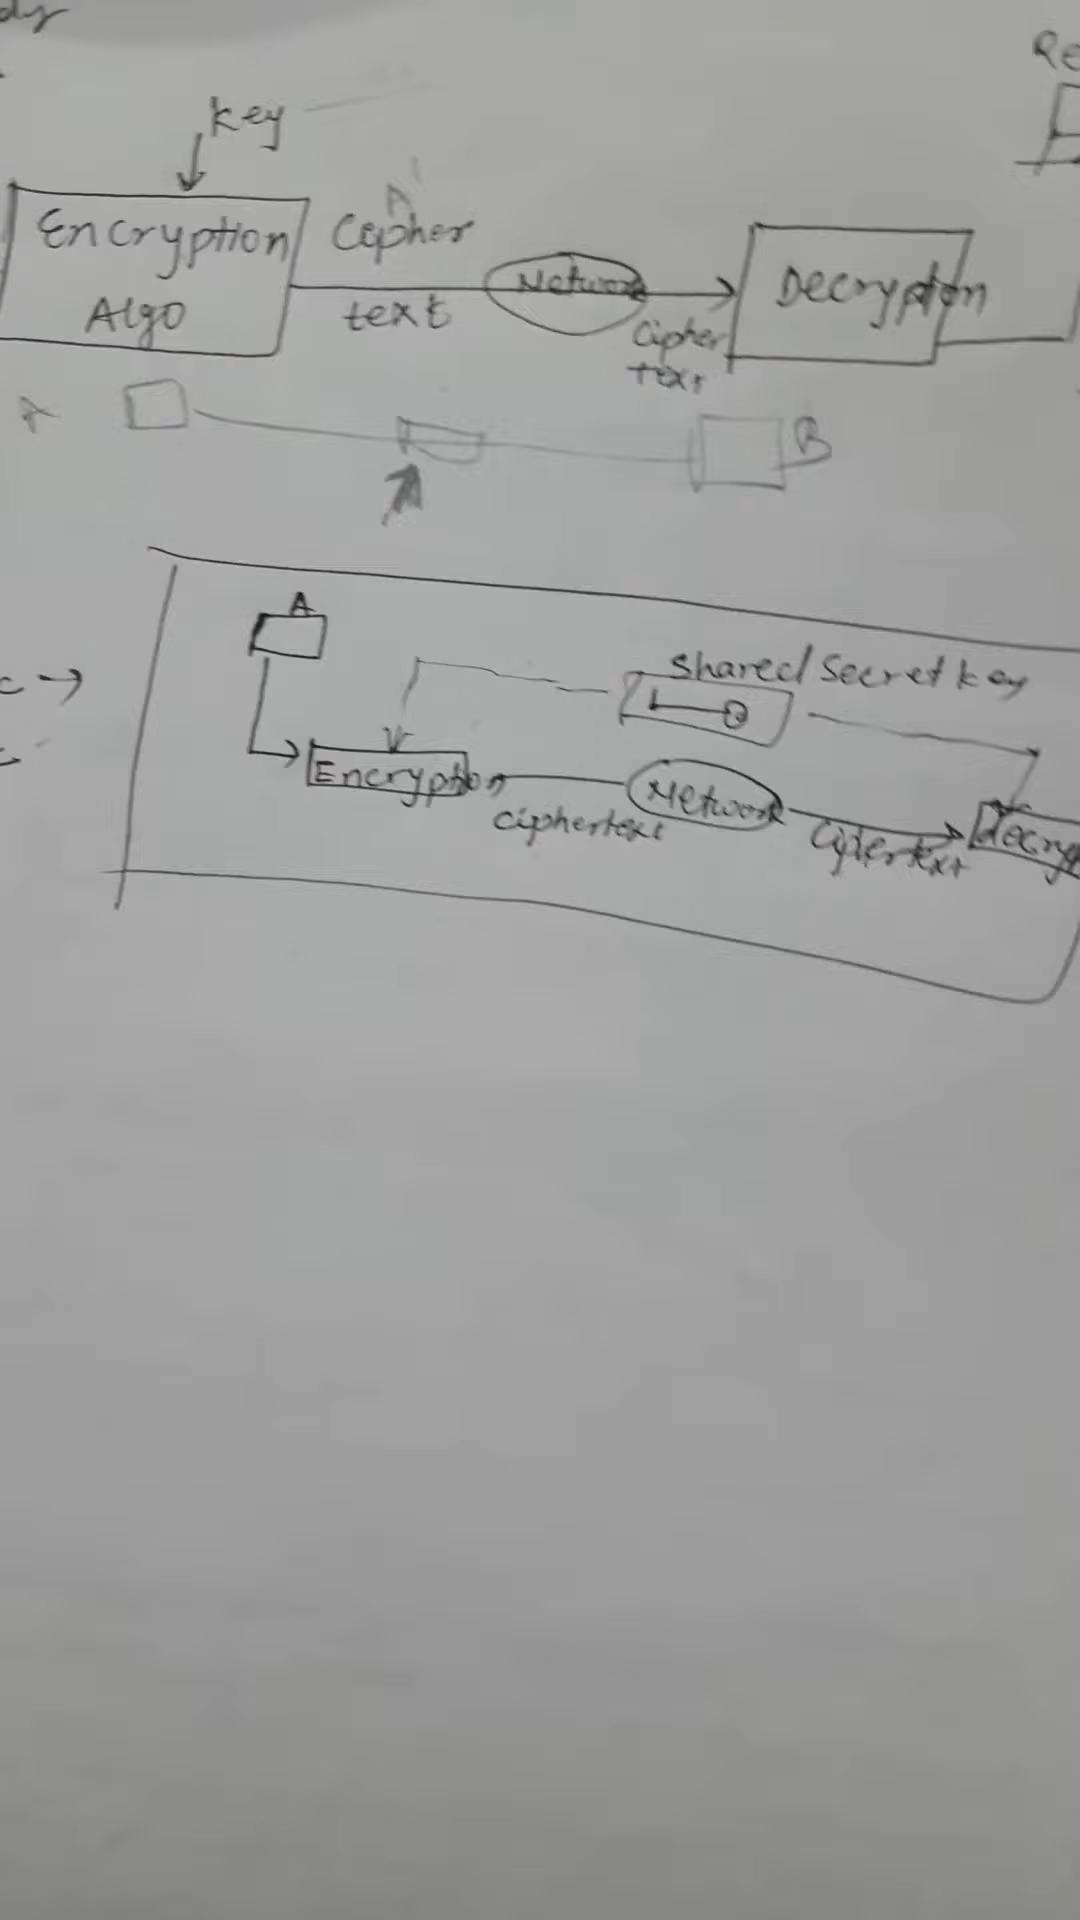 Key
Encryption
Algo
Cipher
text
Network
Cipher
text
Decryption
A
B
A
Shared Secret key
Encryption
Network
ciphertext
Ciphertext